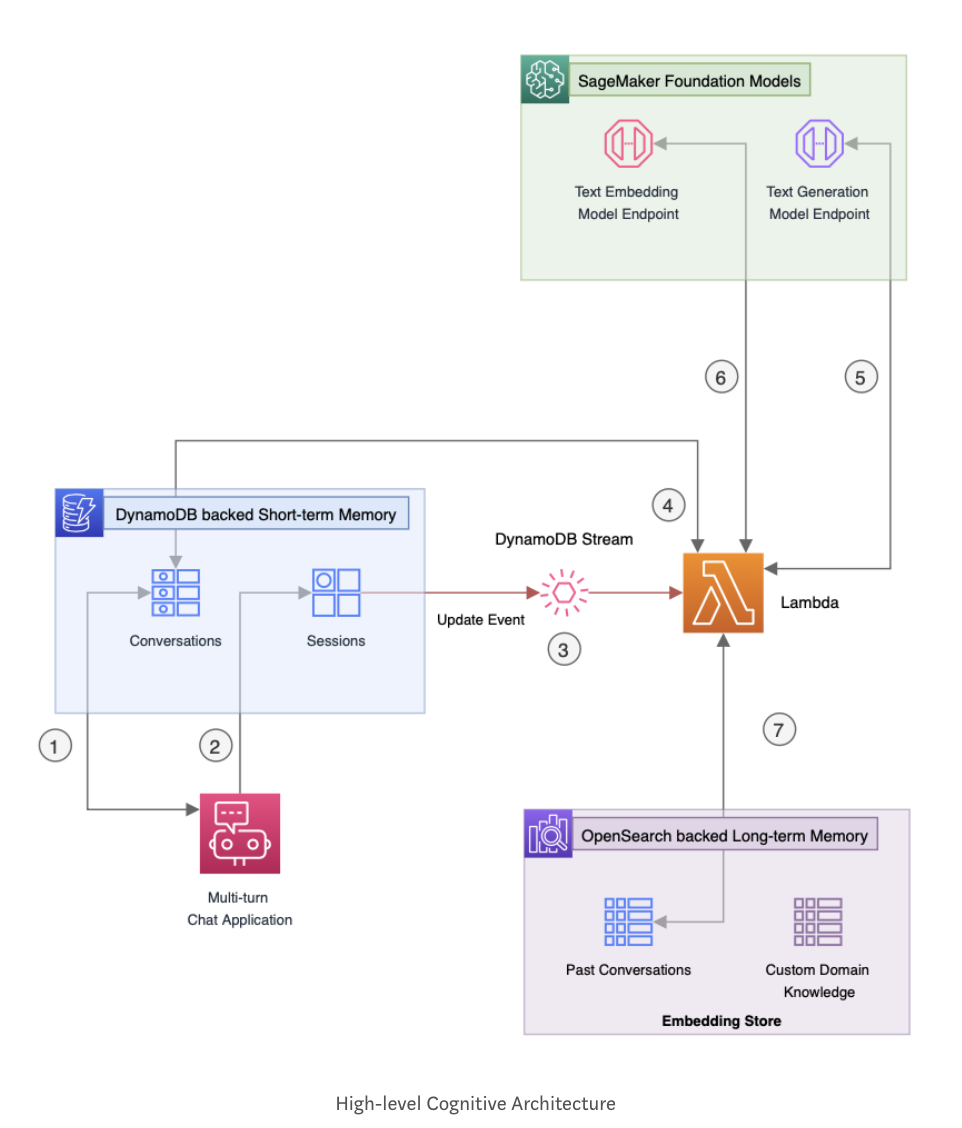 SageMaker Foundation Models
Text Embedding
Model Endpoint
Text Generation
Model Endpoint
6
5
DynamoDB backed Short-term Memory
4
DynamoDB Stream
Conversations
Sessions
Update Event
3
Lambda
1
2
7
Multi-turn
Chat Application
OpenSearch backed Long-term Memory
Past Conversations
Custom Domain
Knowledge
Embedding Store
High-level Cognitive Architecture